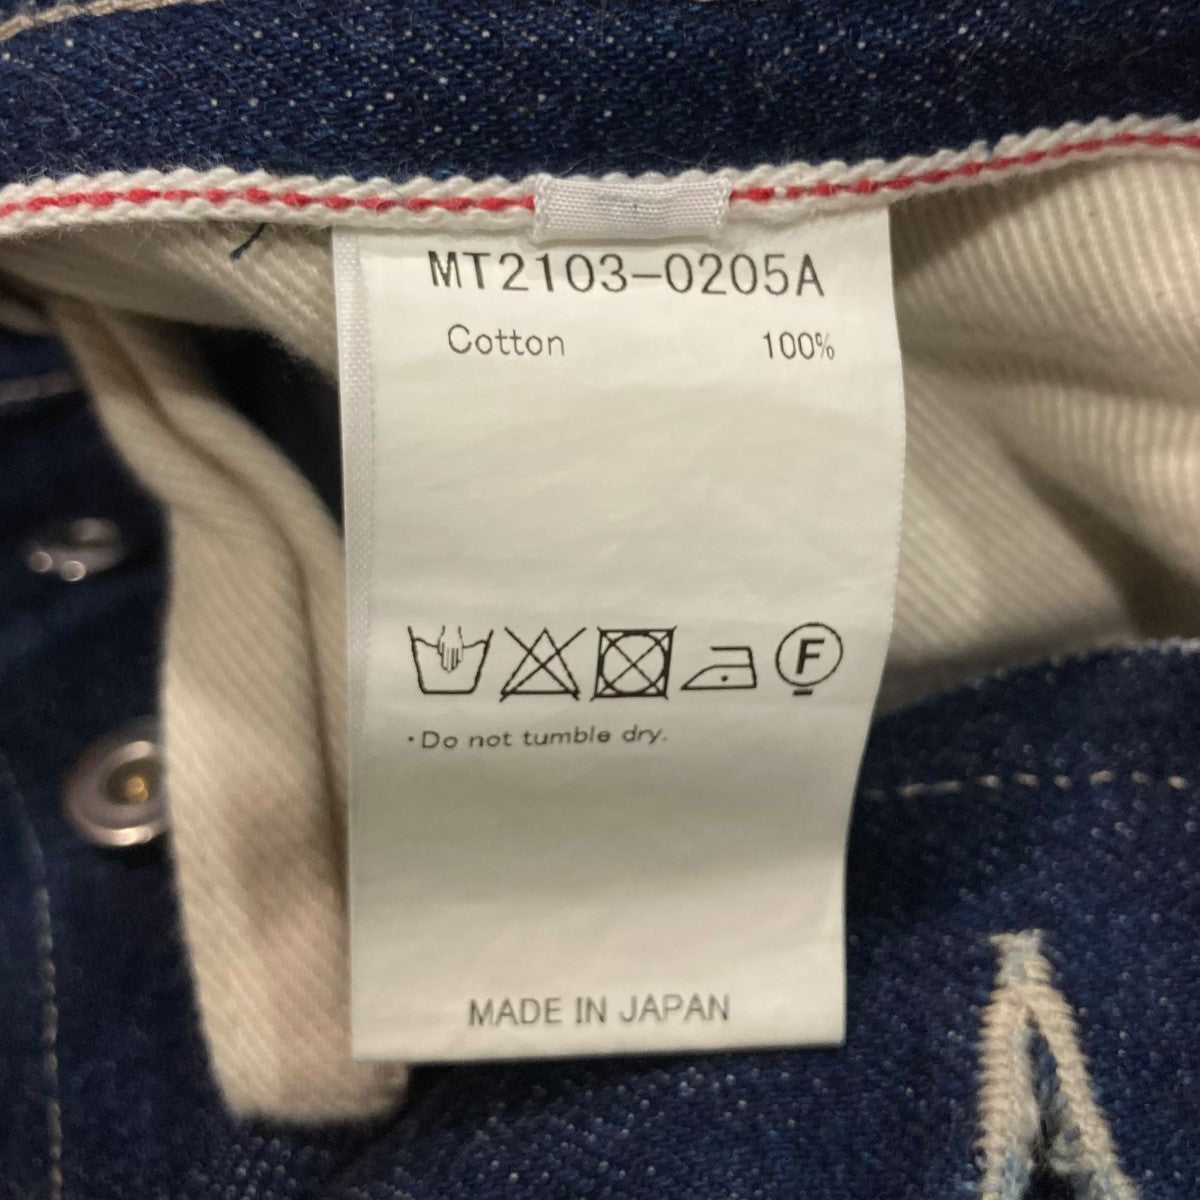 MT2103-0205A
Cotton 100%
F
·Do not tumble dry.
MADE IN JAPAN